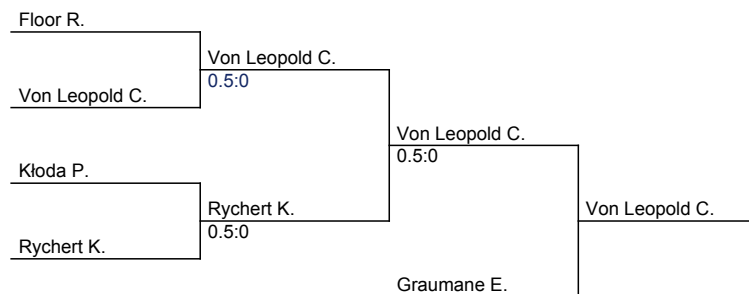 Floor R.
Von Leopold C.
0.5:0
Von Leopold C.
Von Leopold C.
0.5:0
Kłoda P.
Rychert K.
Von Leopold C.
0.5:0
Rychert K.
Graumane E.